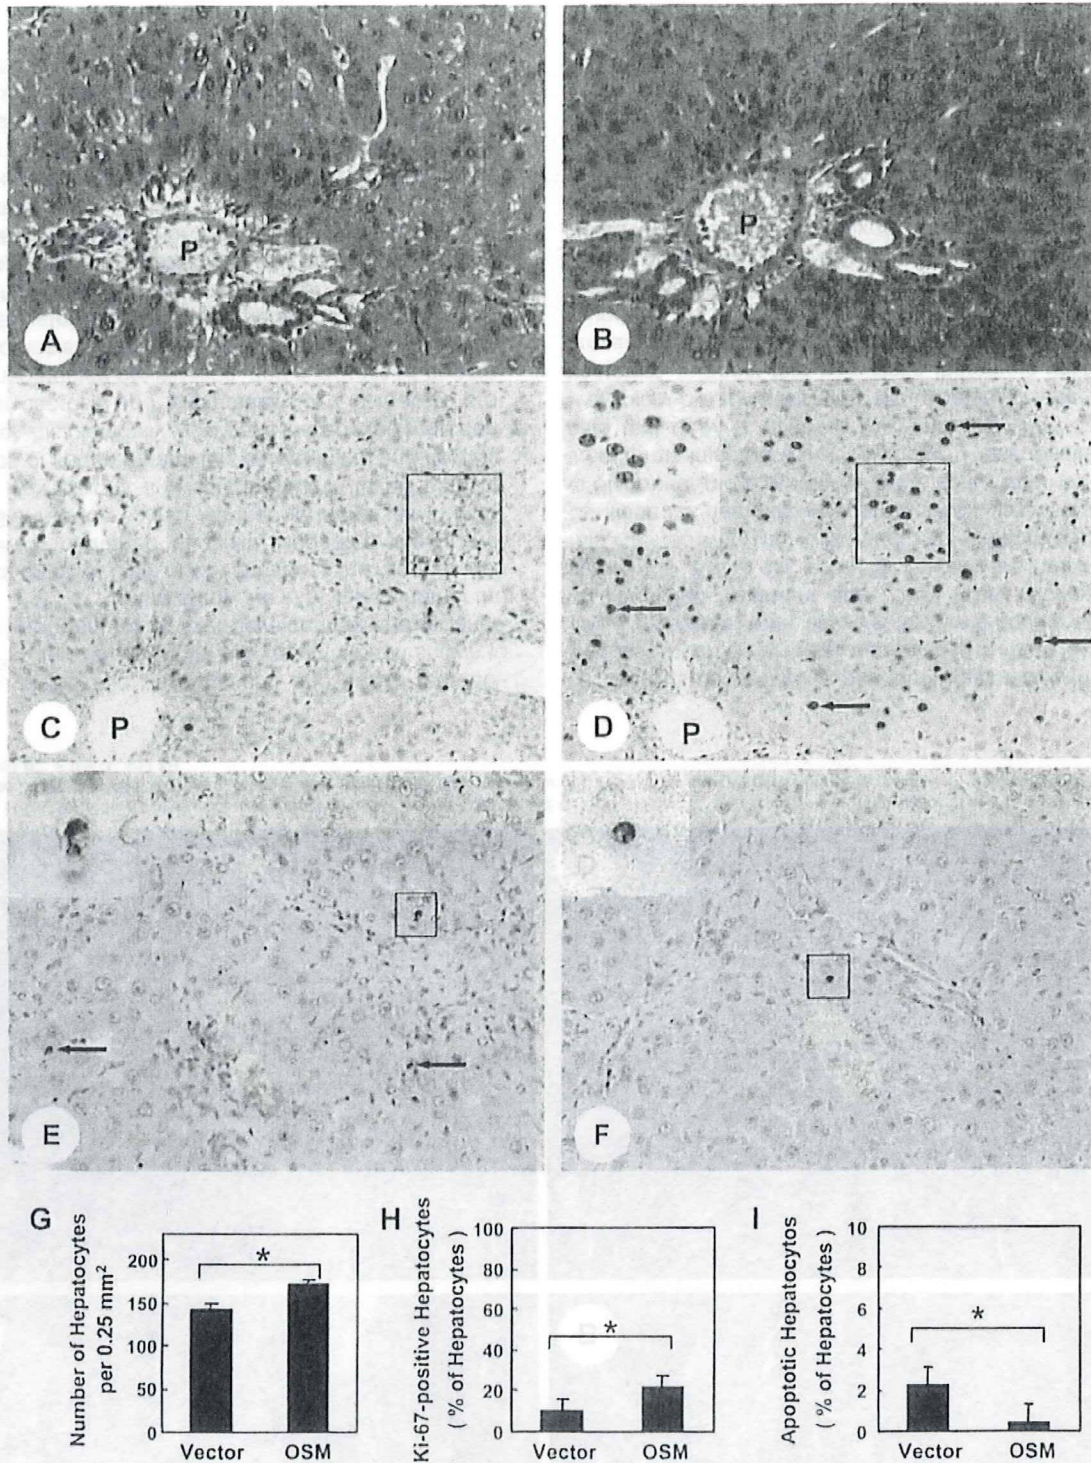 P
P
A
B
C
P
D
P
E
F
G
Number of Hepatocytes
per 0.25 mm²
200
150
100
50
0
*
Vector OSM
H
Ki-67-positive Hepatocytes
( % of Hepatocytes )
100
80
60
40
20
0
*
Vector OSM
I
Apoptotic Hepatocytos
( % of Hepatocytes )
10
8
6
4
2
0
*
Vector OSM